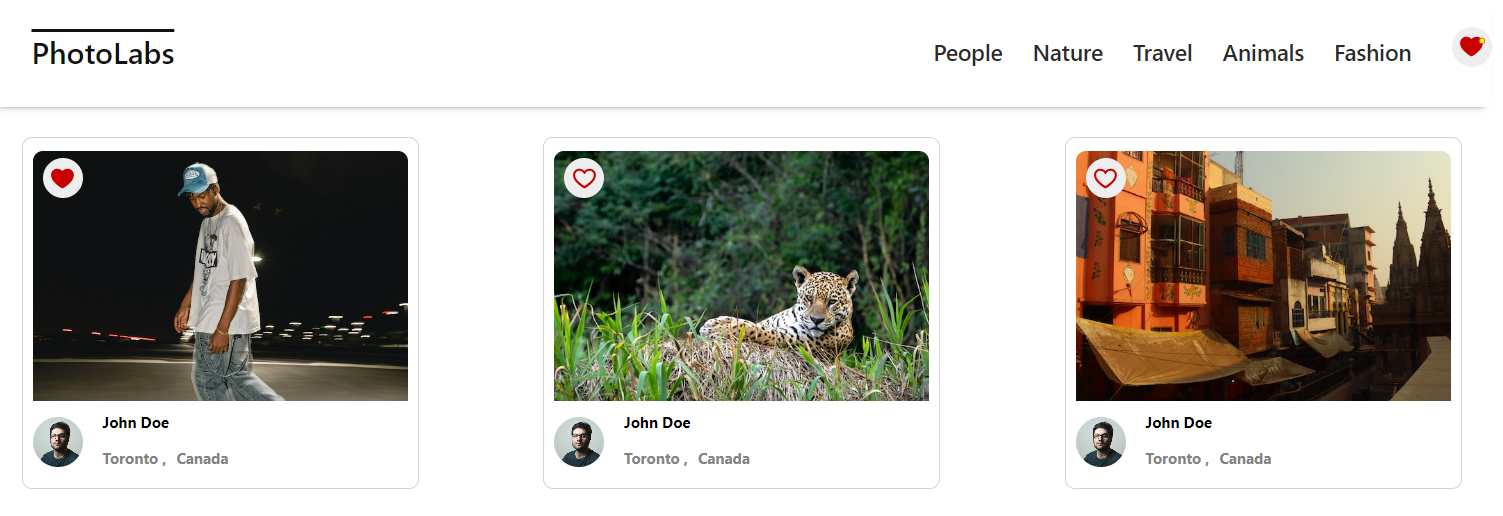 PhotoLabs
People Nature Travel Animals Fashion
John Doe
Toronto , Canada
John Doe
Toronto , Canada
John Doe
Toronto , Canada